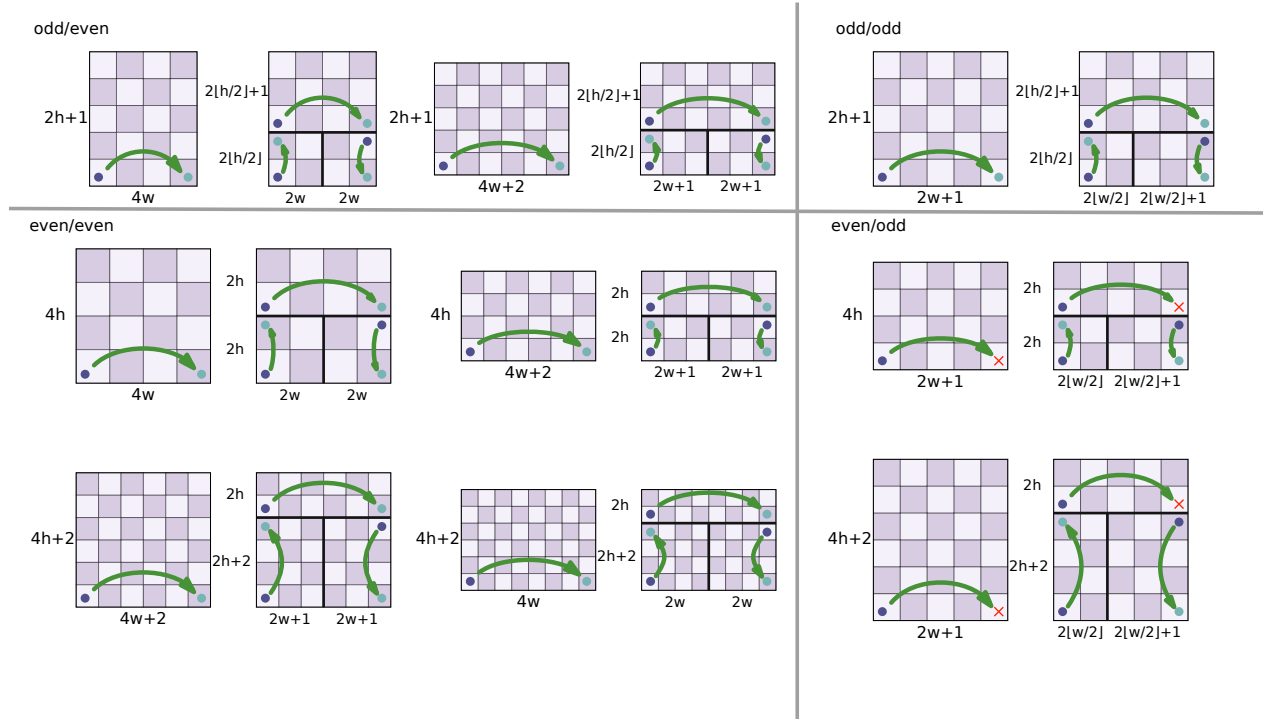 odd/even
2h+1
4w
2⌊h/2⌋+1
2⌊h/2⌋
2w 2w
2h+1
4w+2
2⌊h/2⌋+1
2⌊h/2⌋
2w+1 2w+1
odd/odd
2h+1
2w+1
2⌊h/2⌋+1
2⌊h/2⌋
2⌊w/2⌋ 2⌊w/2⌋+1
even/even
4h
4w
2h
2h
2w 2w
4h
4w+2
2h
2h
2w+1 2w+1
4h+2
4w+2
2h
2h+2
2w+1 2w+1
4h+2
4w
2h
2h+2
2w 2w
even/odd
4h
2w+1
2h
2h
2⌊w/2⌋ 2⌊w/2⌋+1
4h+2
2w+1
2h
2h+2
2⌊w/2⌋ 2⌊w/2⌋+1